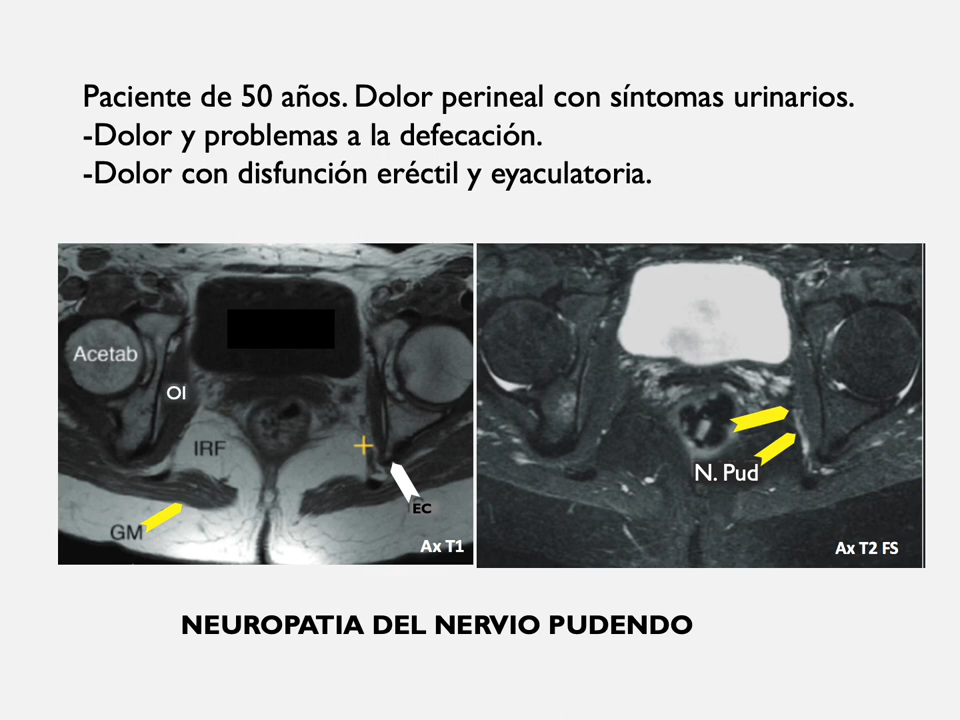 Paciente de 50 años. Dolor perineal con síntomas urinarios.
-Dolor y problemas a la defecación.
-Dolor con disfunción eréctil y eyaculatoria.
Acetab
OI
IRF
GM
EC
Ax T1
N. Pud
Ax T2 FS
NEUROPATIA DEL NERVIO PUDENDO